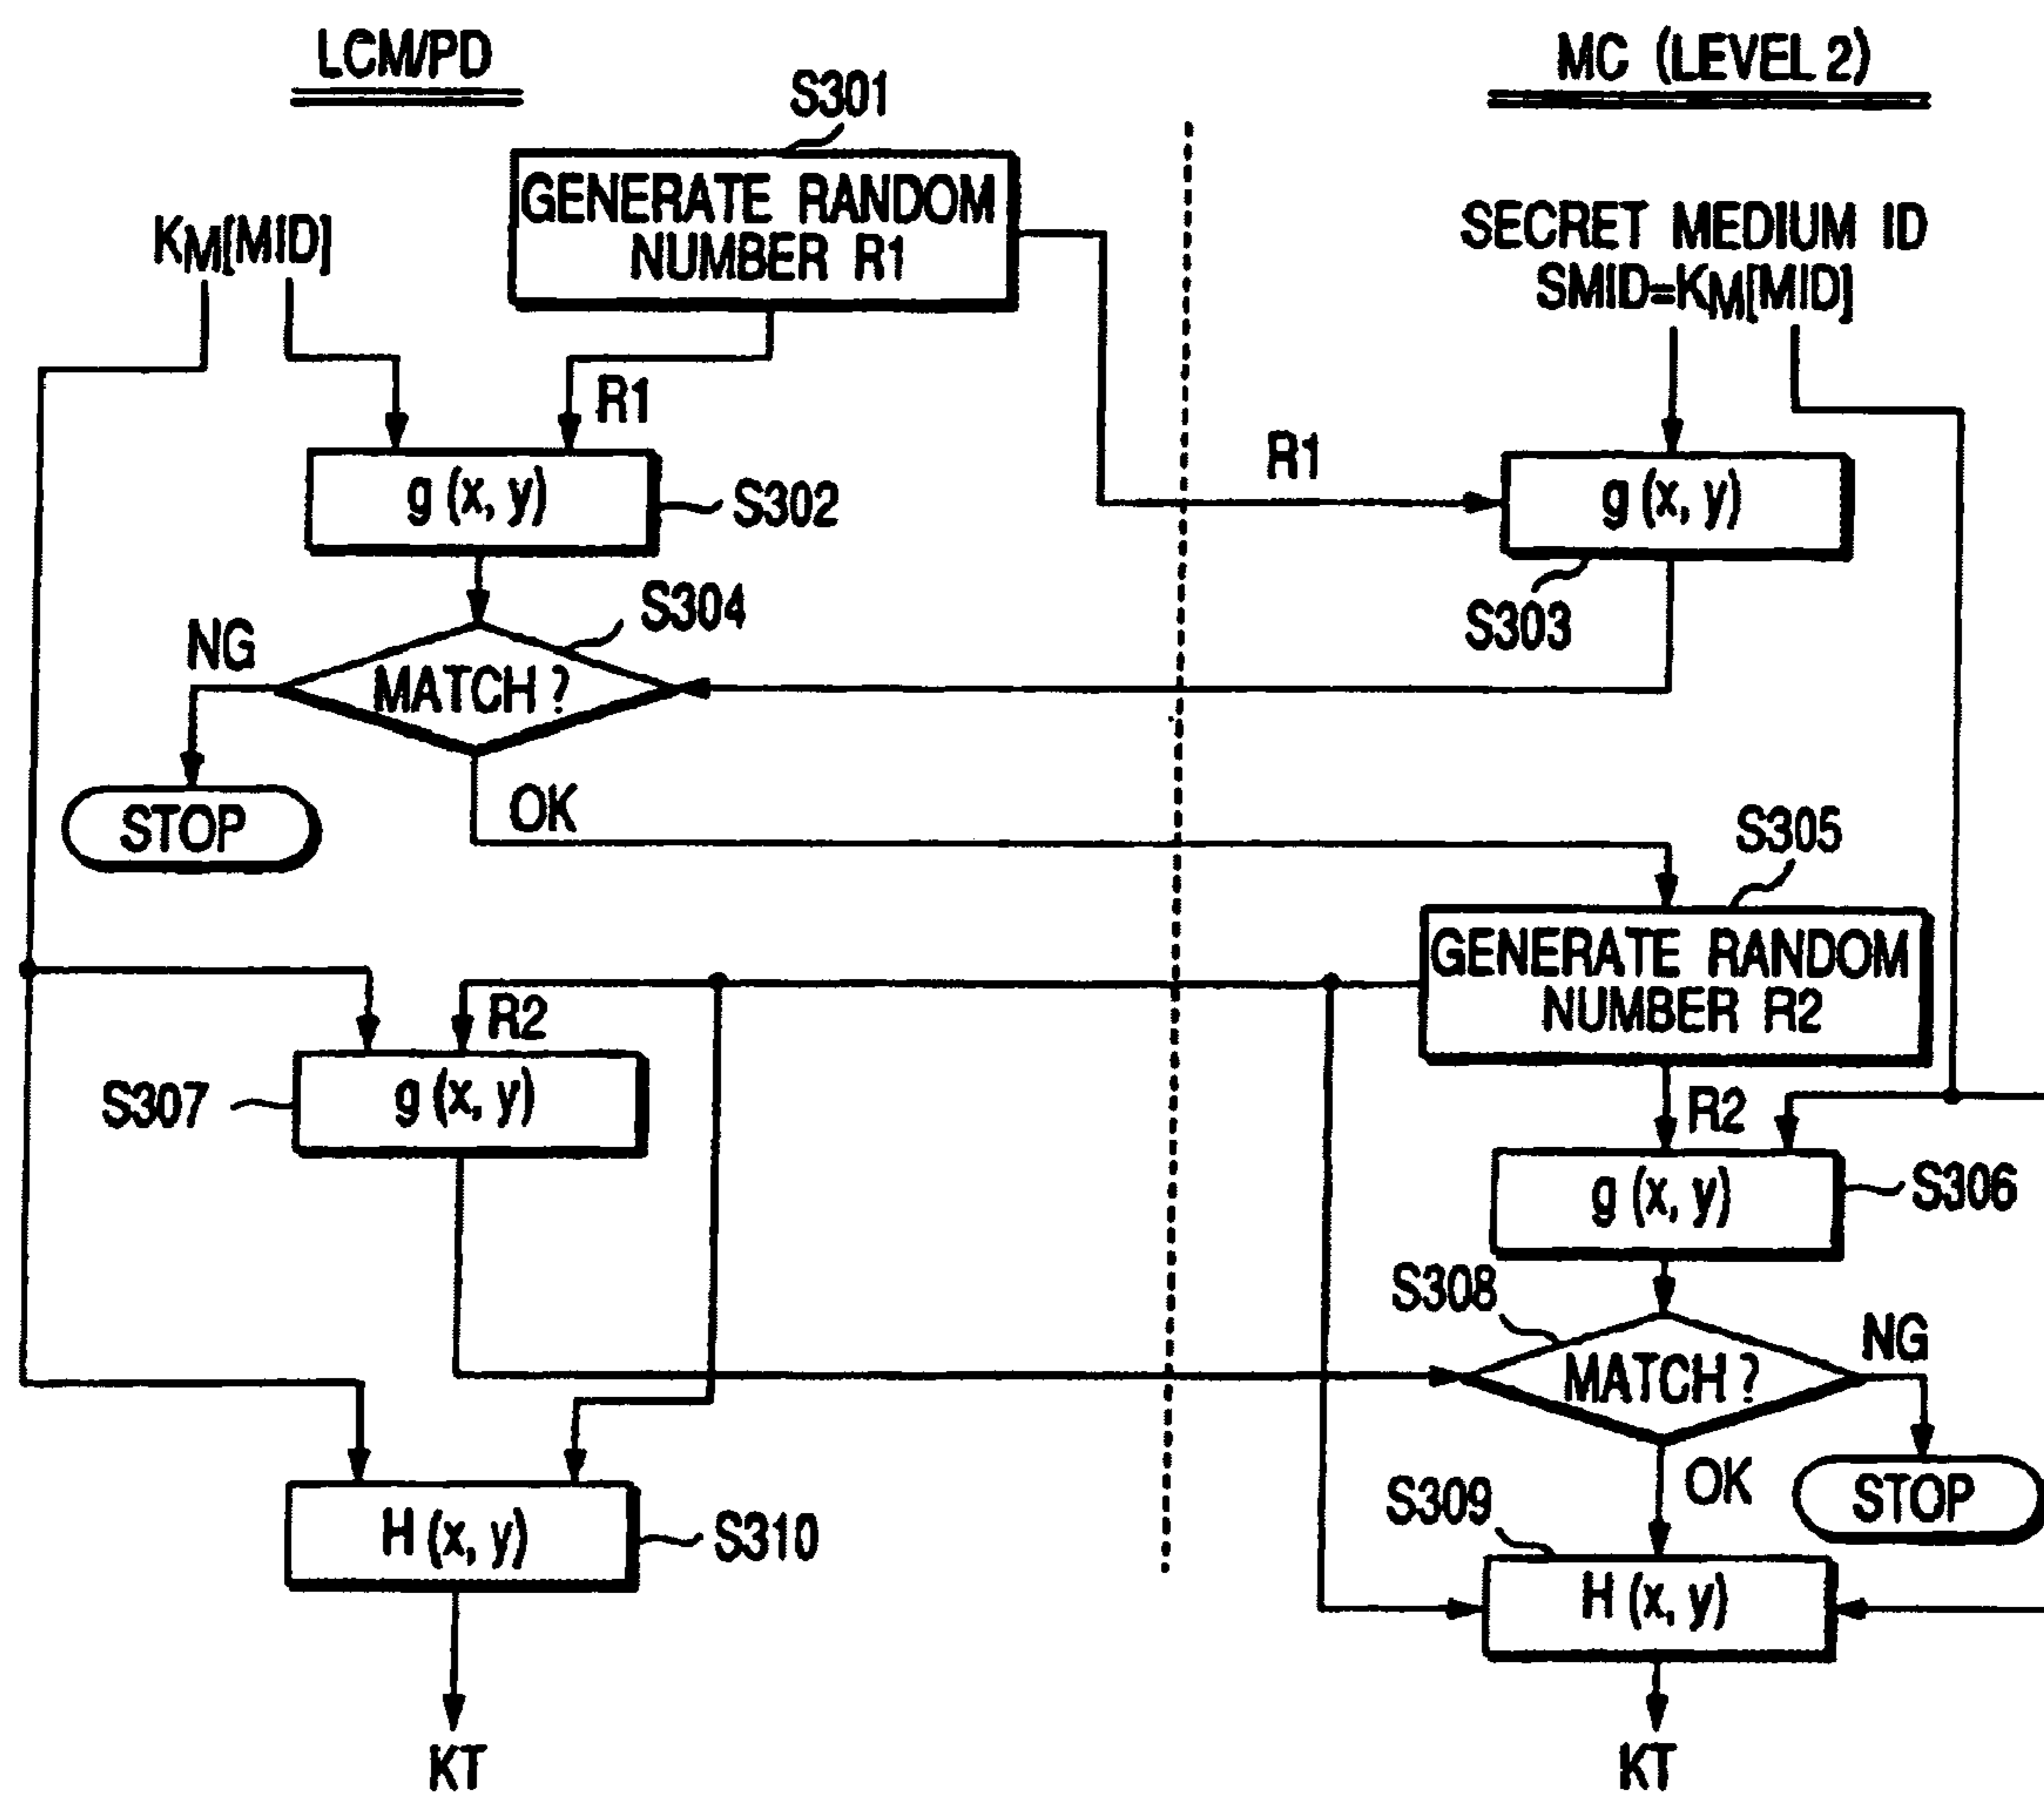 LCM/PD
MC (LEVEL 2)
S301
GENERATE RANDOM
NUMBER R1
KM[MID]
SECRET MEDIUM ID
SMID=KM[MID]
R1
R1
g (x, y)
S302
g (x, y)
S303
S304
NG
MATCH ?
STOP
OK
S305
GENERATE RANDOM
NUMBER R2
R2
S307
g (x, y)
R2
g (x, y)
S306
S308
MATCH ?
NG
STOP
OK
S309
H (x, y)
S310
H (x, y)
KT
KT